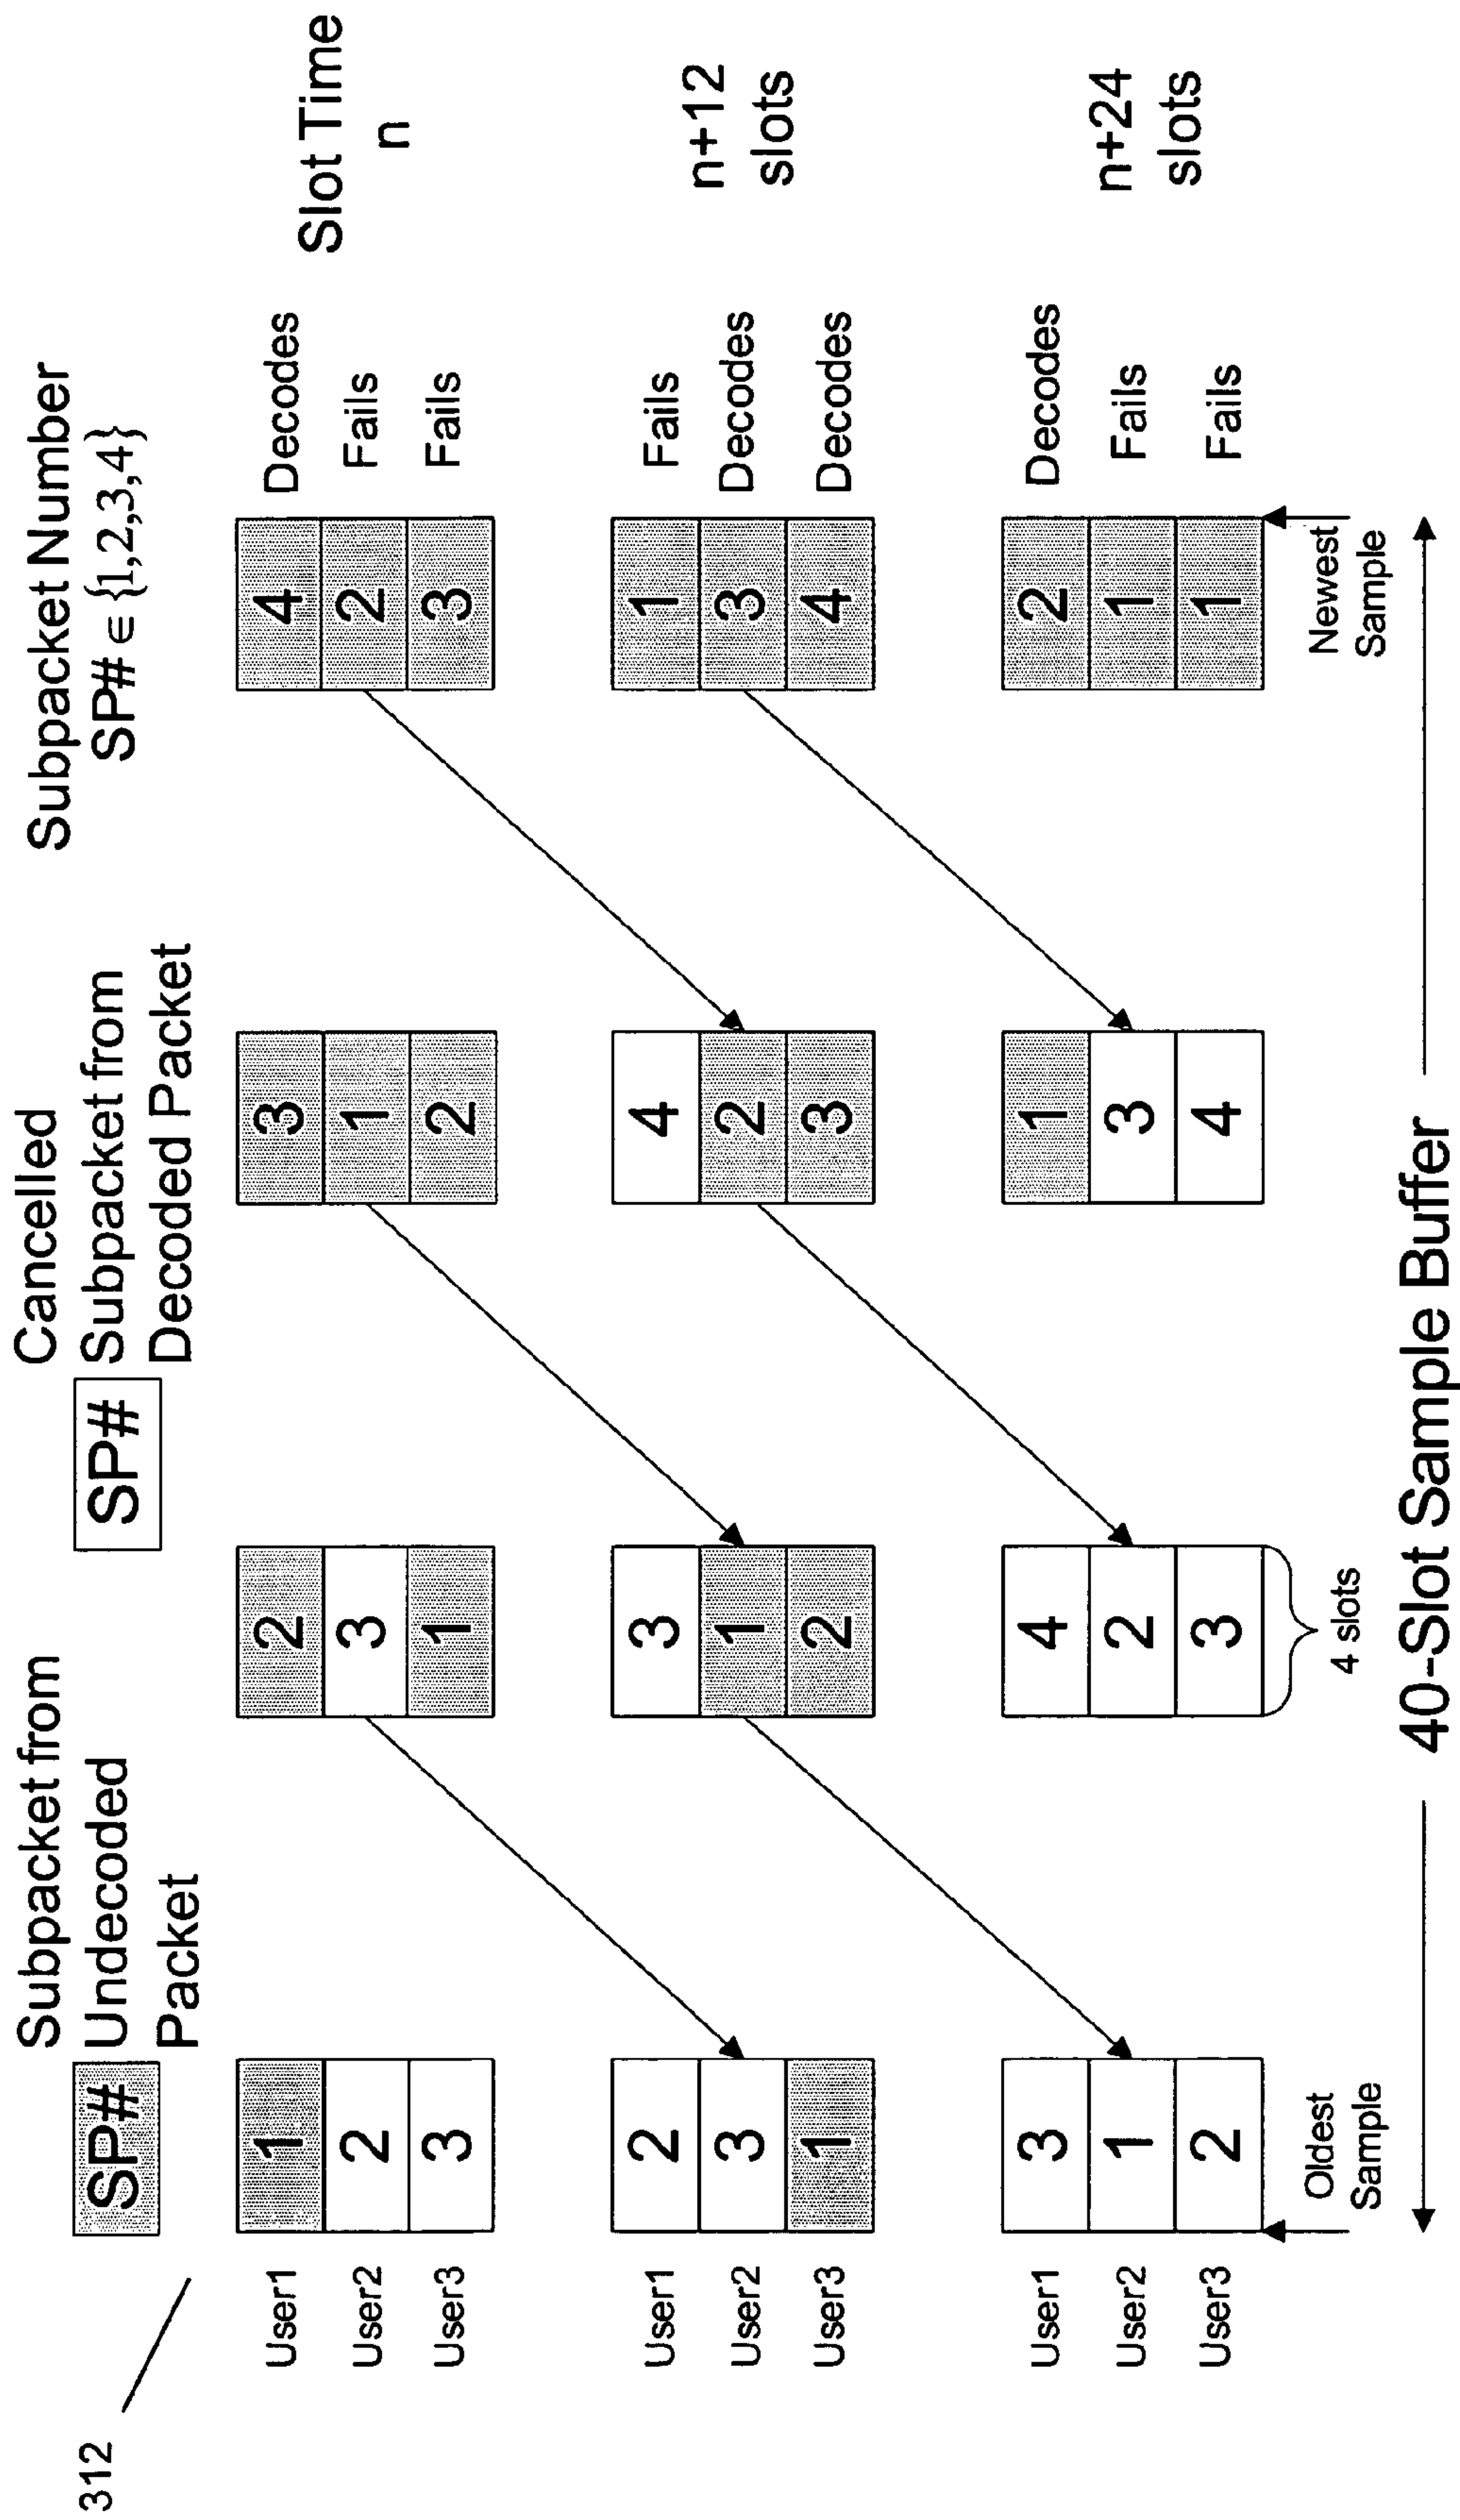 312
SP#
Subpacket from
Undecoded
Packet
SP#
Cancelled
Subpacket from
Decoded Packet
Subpacket Number
SP# ∈ {1,2,3,4}
Slot Time
n
User1 1 2 3 4 Decodes
User2 2 3 1 2 Fails
User3 3 1 2 3 Fails
n+12
slots
User1 2 3 4 1 Fails
User2 3 1 2 3 Decodes
User3 1 2 3 4 Decodes
n+24
slots
User1 3 4 1 2 Decodes
User2 1 2 3 1 Fails
User3 2 3 4 1 Fails
Oldest
Sample
4 slots
Newest
Sample
40-Slot Sample Buffer